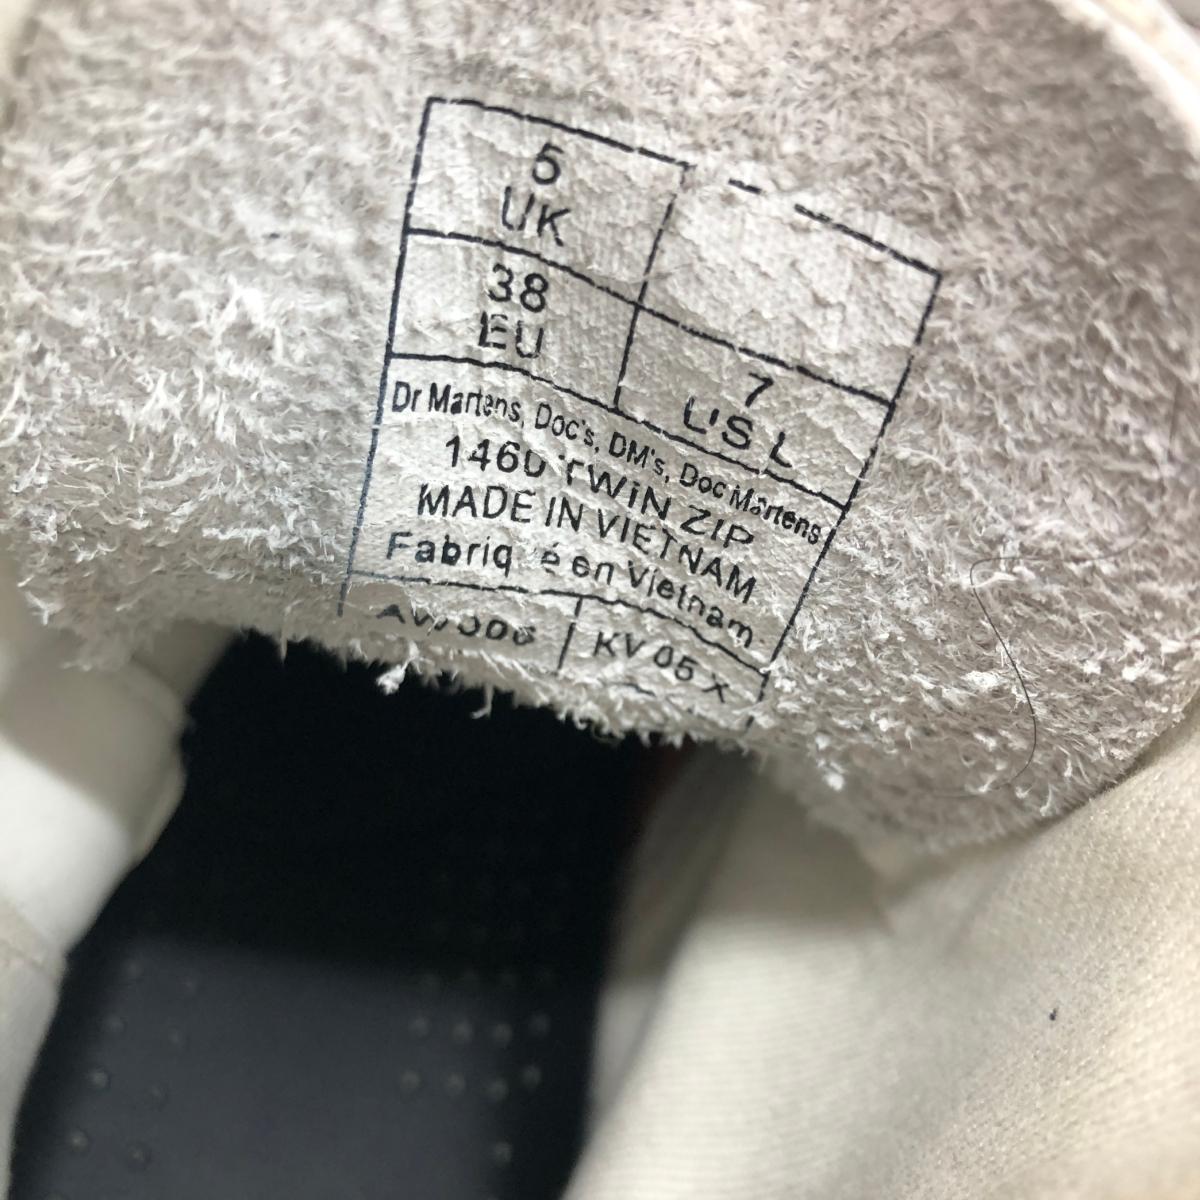 5
UK
38
EU
7
US L
Dr Martens, Doc's, DM's, Doc Martens
1460 TWIN ZIP
MADE IN VIETNAM
Fabriqué en Vietnam
KV 05 X